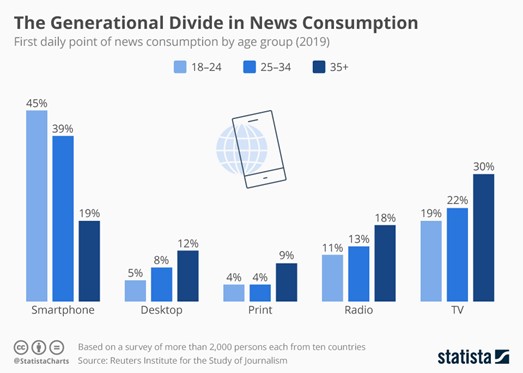 The Generational Divide in News Consumption
First daily point of news consumption by age group (2019)
18–24 25–34 35+
45% 39% 19%
5% 8% 12%
4% 4% 9%
11% 13% 18%
19% 22% 30%
Smartphone Desktop Print Radio TV
Based on a survey of more than 2,000 persons each from ten countries
@StatistaCharts Source: Reuters Institute for the Study of Journalism
statista